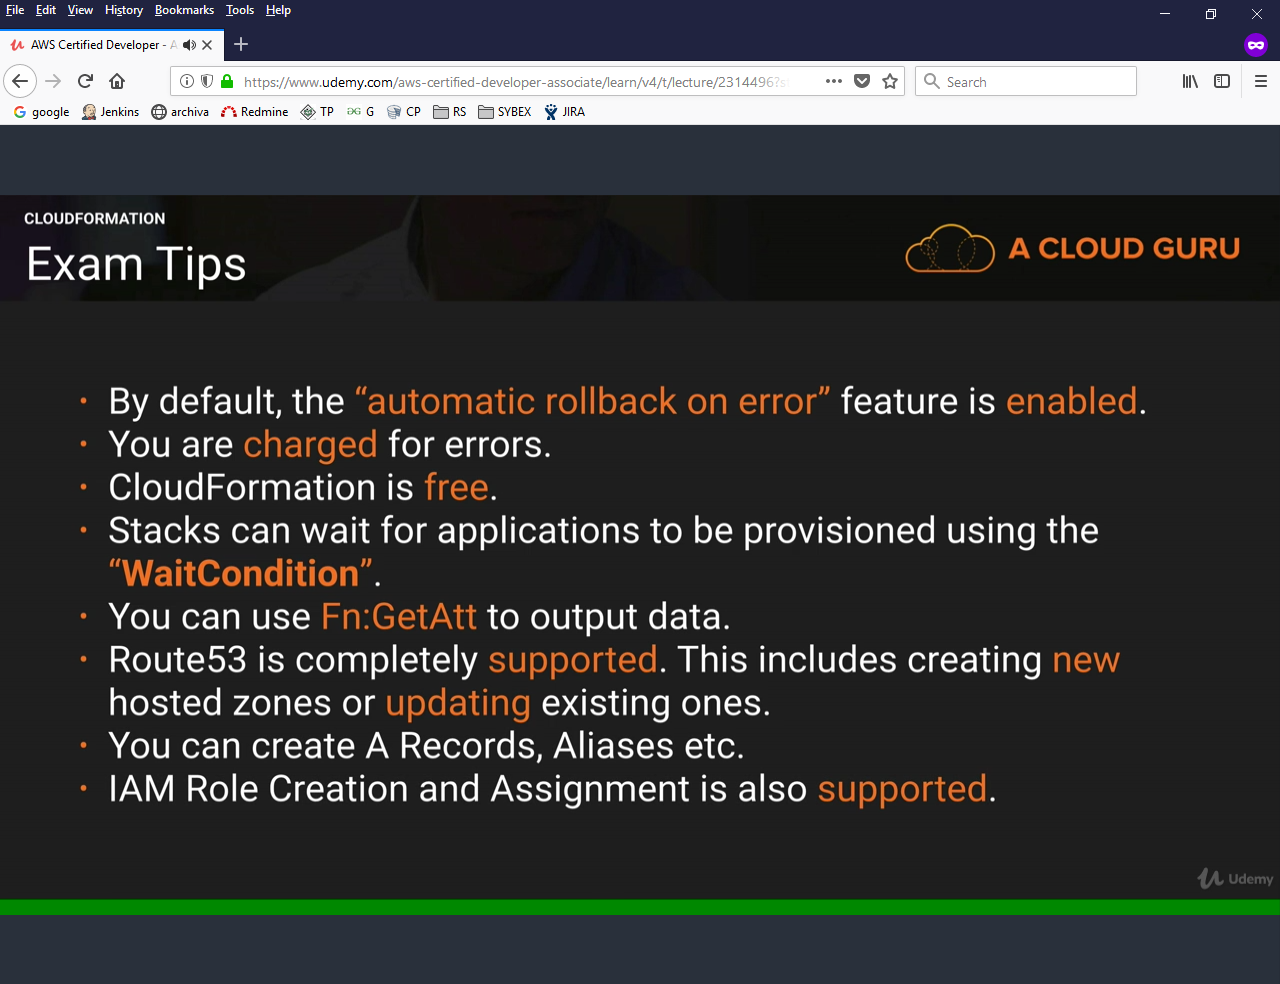 File Edit View History Bookmarks Tools Help
AWS Certified Developer - A
https://www.udemy.com/aws-certified-developer-associate/learn/v4/t/lecture/2314496?s
Search
google Jenkins archiva Redmine TP G CP RS SYBEX JIRA
CLOUDFORMATION
Exam Tips
A CLOUD GURU
• By default, the “automatic rollback on error” feature is enabled.
• You are charged for errors.
• CloudFormation is free.
• Stacks can wait for applications to be provisioned using the
“WaitCondition”.
• You can use Fn:GetAtt to output data.
• Route53 is completely supported. This includes creating new
hosted zones or updating existing ones.
• You can create A Records, Aliases etc.
• IAM Role Creation and Assignment is also supported.
Udemy